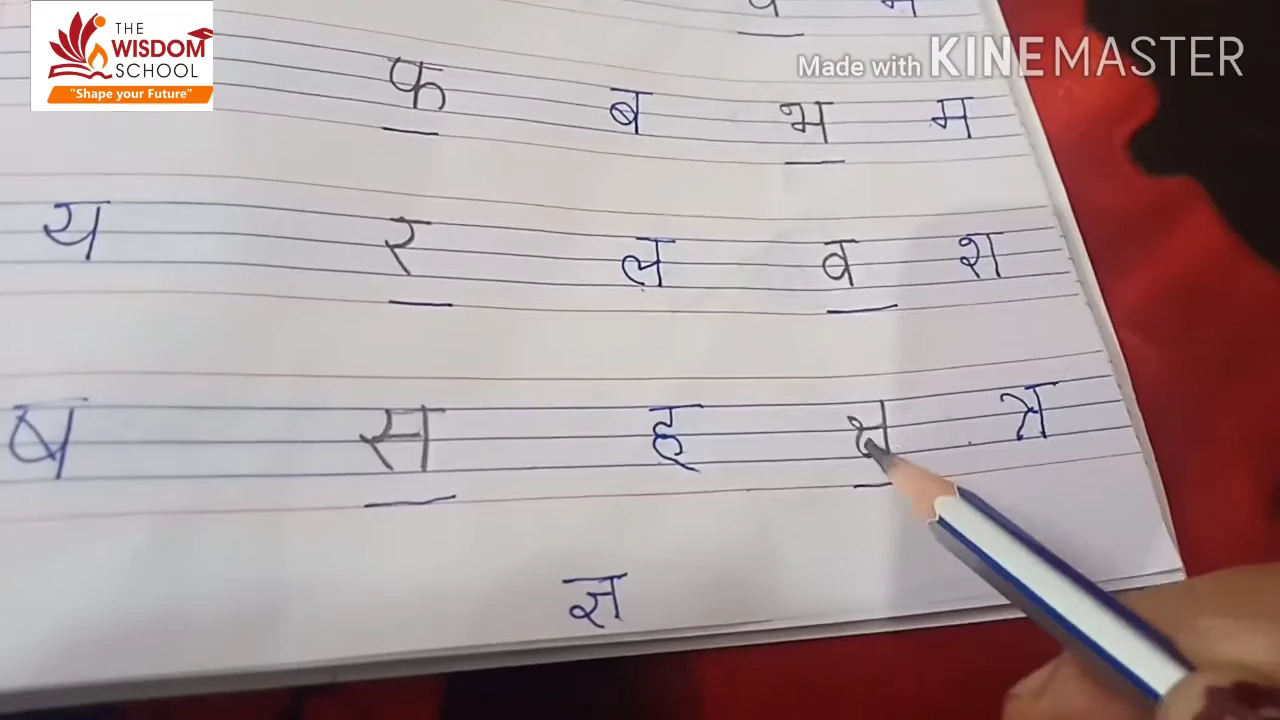 THE
WISDOM
SCHOOL
"Shape your Future"
Made with KINEMASTER
फ ब भ म
य र ल व श
ष स ह क्ष त्र
ज्ञ